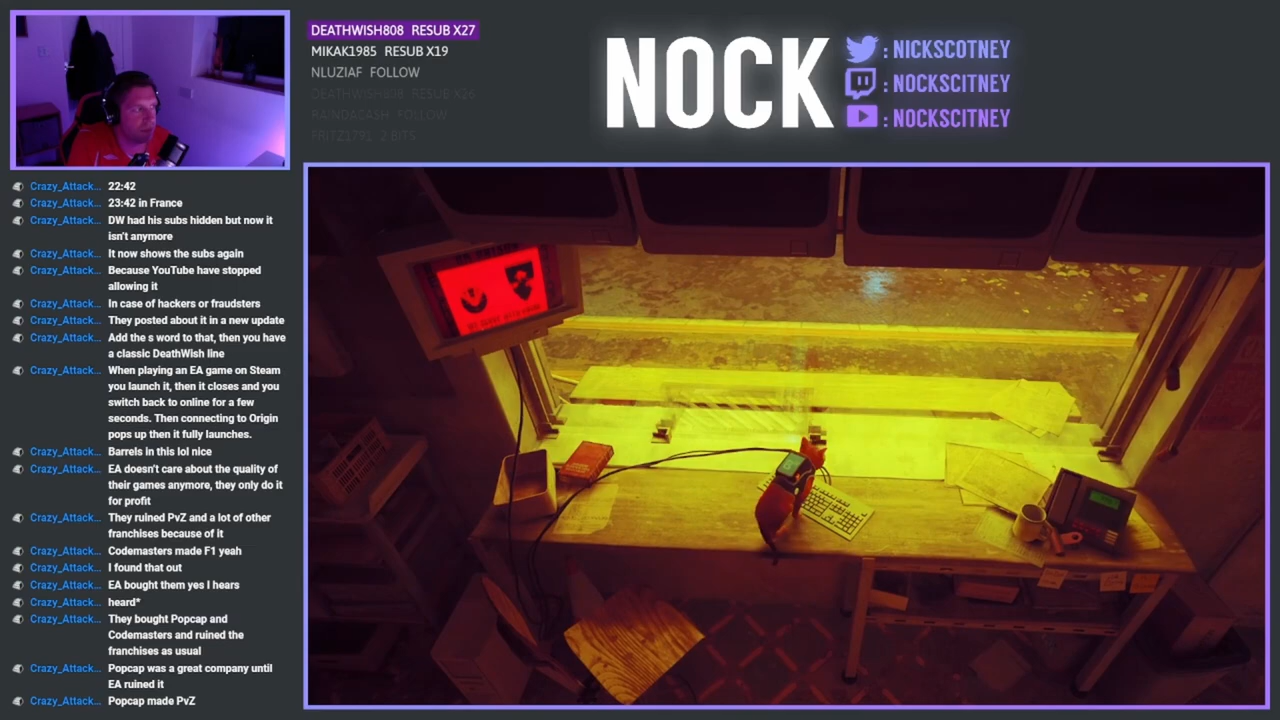 DEATHWISH808 RESUB X27
MIKAK1985 RESUB X19
NLUZIAF FOLLOW
DEATHWISH808 RESUB X26
RAINDACASH FOLLOW
FRITZ1791 2 BITS
NOCK
: NICKSCOTNEY
: NOCKSCITNEY
: NOCKSCITNEY
Crazy_Attack... 22:42
Crazy_Attack... 23:42 in France
Crazy_Attack... DW had his subs hidden but now it
isn't anymore
Crazy_Attack... It now shows the subs again
Crazy_Attack... Because YouTube have stopped
allowing it
Crazy_Attack... In case of hackers or fraudsters
Crazy_Attack... They posted about it in a new update
Crazy_Attack... Add the s word to that, then you have
a classic DeathWish line
Crazy_Attack... When playing an EA game on Steam
you launch it, then it closes and you
switch back to online for a few
seconds. Then connecting to Origin
pops up then it fully launches.
Crazy_Attack... Barrels in this lol nice
Crazy_Attack... EA doesn't care about the quality of
their games anymore, they only do it
for profit
Crazy_Attack... They ruined PvZ and a lot of other
franchises because of it
Crazy_Attack... Codemasters made F1 yeah
Crazy_Attack... I found that out
Crazy_Attack... EA bought them yes I hears
Crazy_Attack... heard*
Crazy_Attack... They bought Popcap and
Codemasters and ruined the
franchises as usual
Crazy_Attack... Popcap was a great company until
EA ruined it
Crazy_Attack... Popcap made PvZ